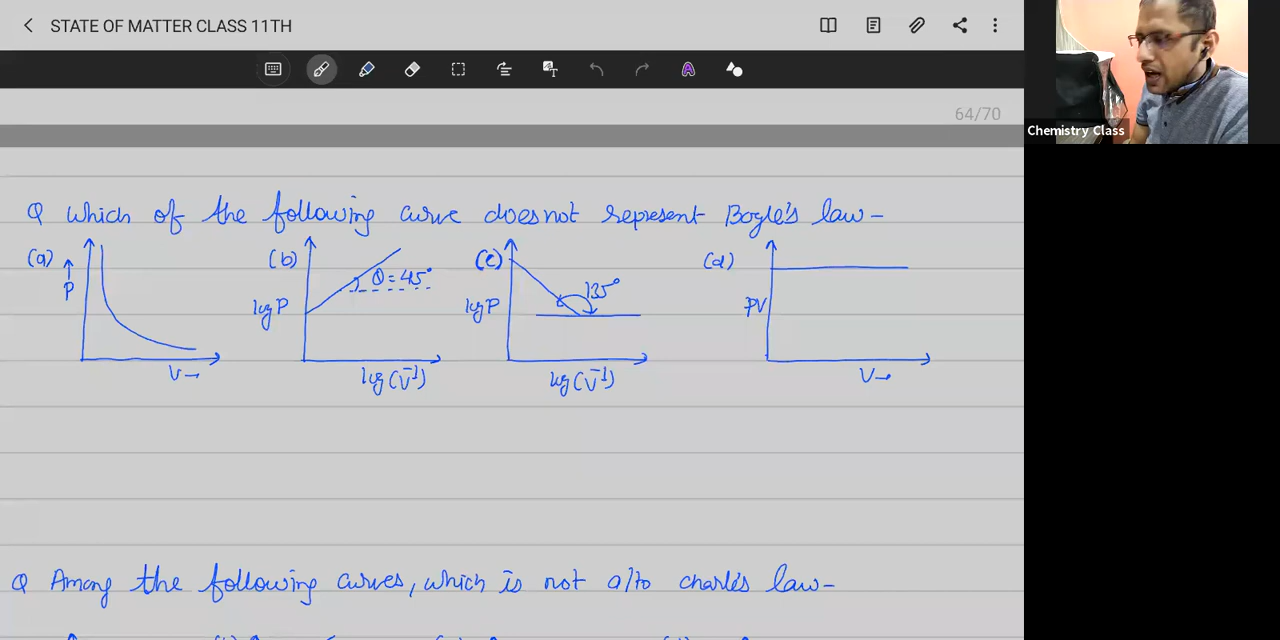 STATE OF MATTER CLASS 11TH
64/70
Chemistry Class
Q Which of the following curve does not represent Boyle's law-
(a) P V
(b) log P θ = 45° log (V⁻¹)
(c) log P 135° log (V⁻¹)
(d) PV V
Q Among the following curves, which is not a/to charle's law-